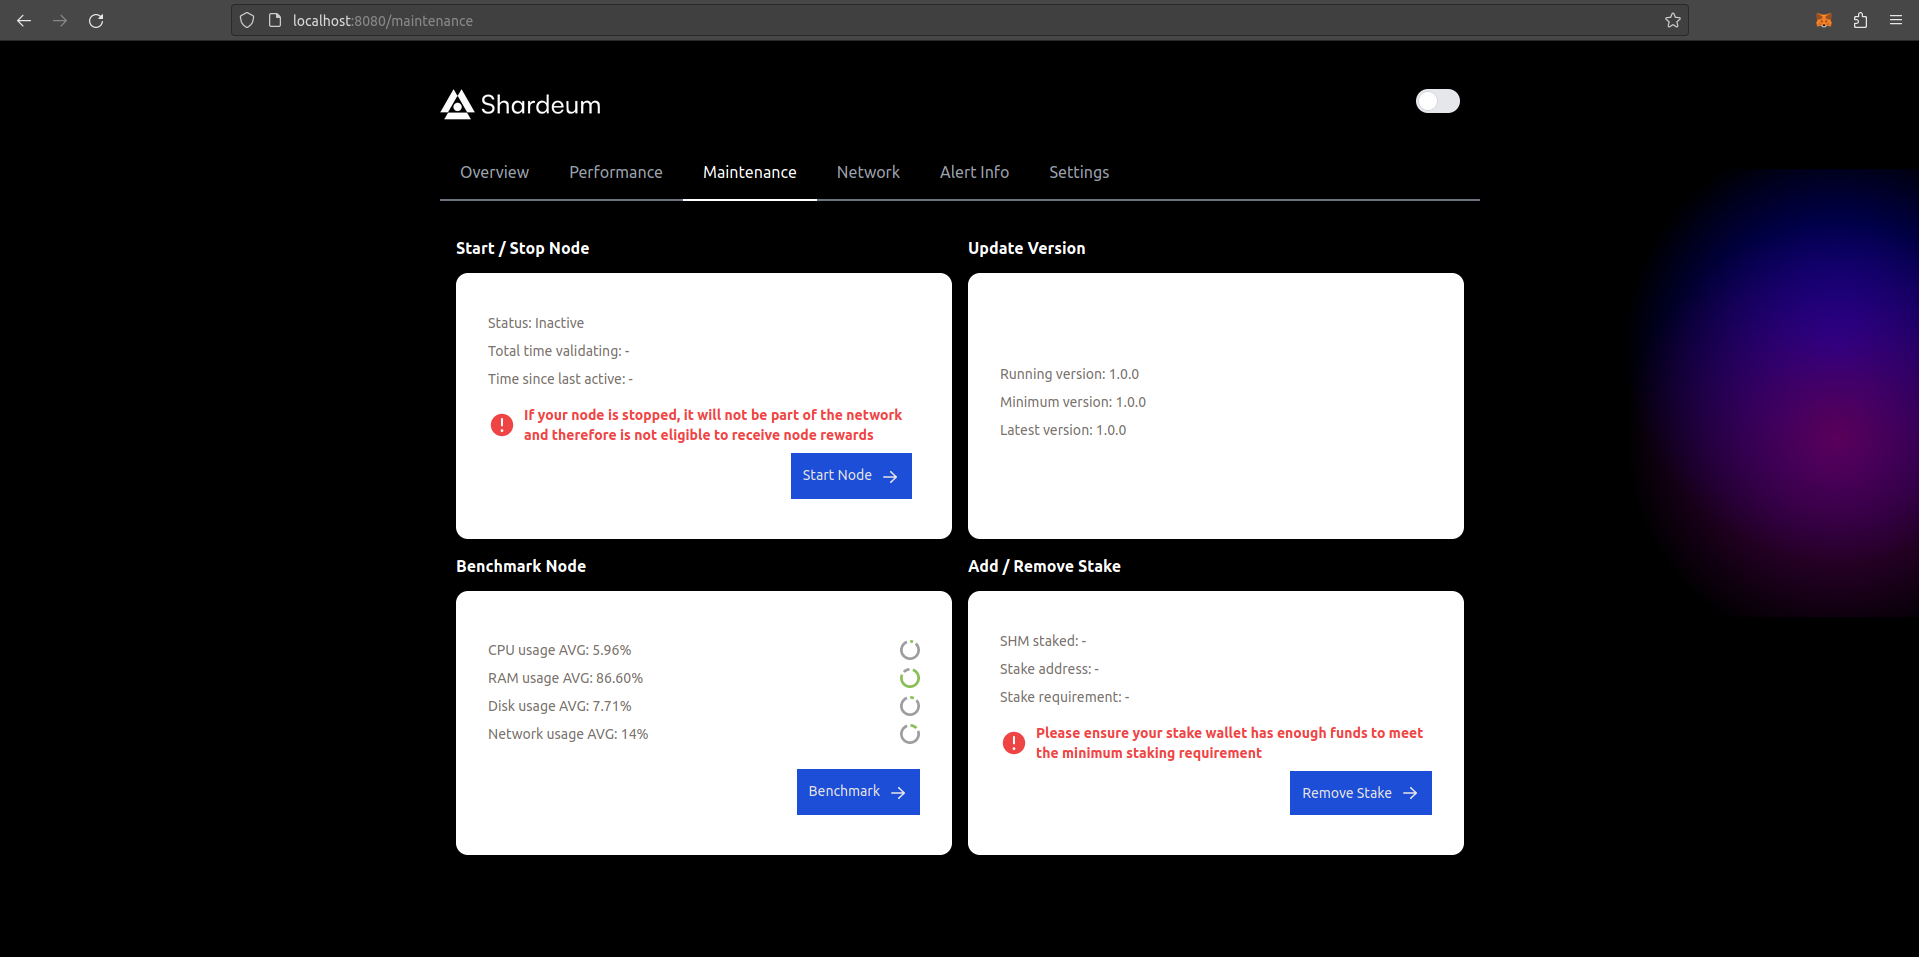 localhost:8080/maintenance
Shardeum
Overview Performance Maintenance Network Alert Info Settings
Start / Stop Node
Status: Inactive
Total time validating: -
Time since last active: -
If your node is stopped, it will not be part of the network
and therefore is not eligible to receive node rewards
Start Node
Update Version
Running version: 1.0.0
Minimum version: 1.0.0
Latest version: 1.0.0
Benchmark Node
CPU usage AVG: 5.96%
RAM usage AVG: 86.60%
Disk usage AVG: 7.71%
Network usage AVG: 14%
Benchmark
Add / Remove Stake
SHM staked: -
Stake address: -
Stake requirement: -
Please ensure your stake wallet has enough funds to meet
the minimum staking requirement
Remove Stake